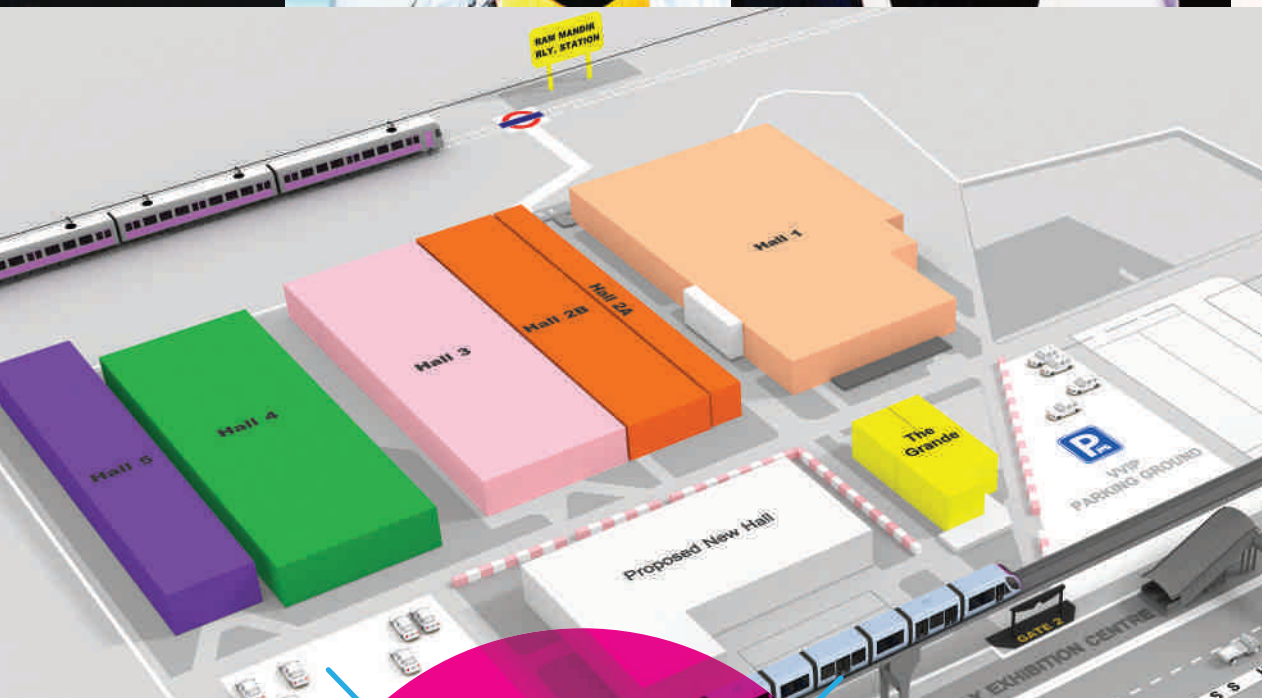 RAM MANDIR
RLY. STATION
Hall 1
Hall 2A
Hall 2B
Hall 3
Hall 4
Hall 5
The
Grande
P
VVIP
PARKING GROUND
Proposed New Hall
GATE 2
EXHIBITION CENTRE